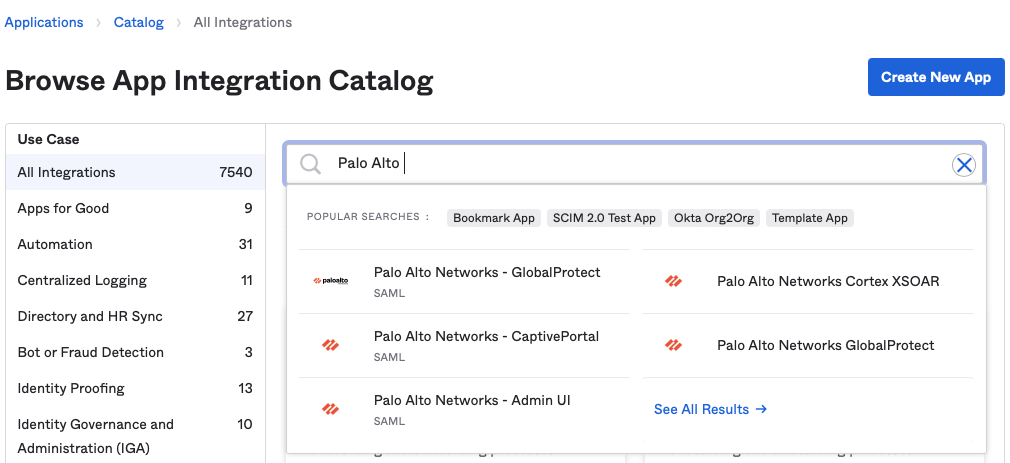 Applications > Catalog > All Integrations
Browse App Integration Catalog
Create New App
Use Case
All Integrations 7540
Apps for Good 9
Automation 31
Centralized Logging 11
Directory and HR Sync 27
Bot or Fraud Detection 3
Identity Proofing 13
Identity Governance and 10
Administration (IGA)
Palo Alto
POPULAR SEARCHES :
Bookmark App
SCIM 2.0 Test App
Okta Org2Org
Template App
paloalto
Palo Alto Networks - GlobalProtect
SAML
Palo Alto Networks Cortex XSOAR
Palo Alto Networks - CaptivePortal
SAML
Palo Alto Networks GlobalProtect
Palo Alto Networks - Admin UI
SAML
See All Results →